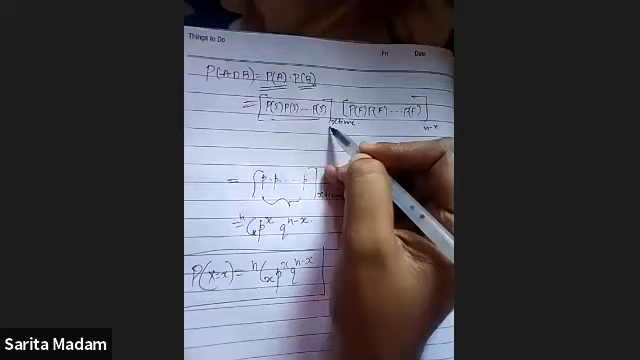 Things to Do
Fri Date
P(A∩B) = P(A) · P(B)
= [P(S)P(S) ... P(S)] x times [P(F)P(F) ... P(F)] n-x
= [p · p ... p] x times
= ⁿCₓ pˣ qⁿ⁻ˣ
P(X=x) = ⁿCₓ pˣ qⁿ⁻ˣ
Sarita Madam